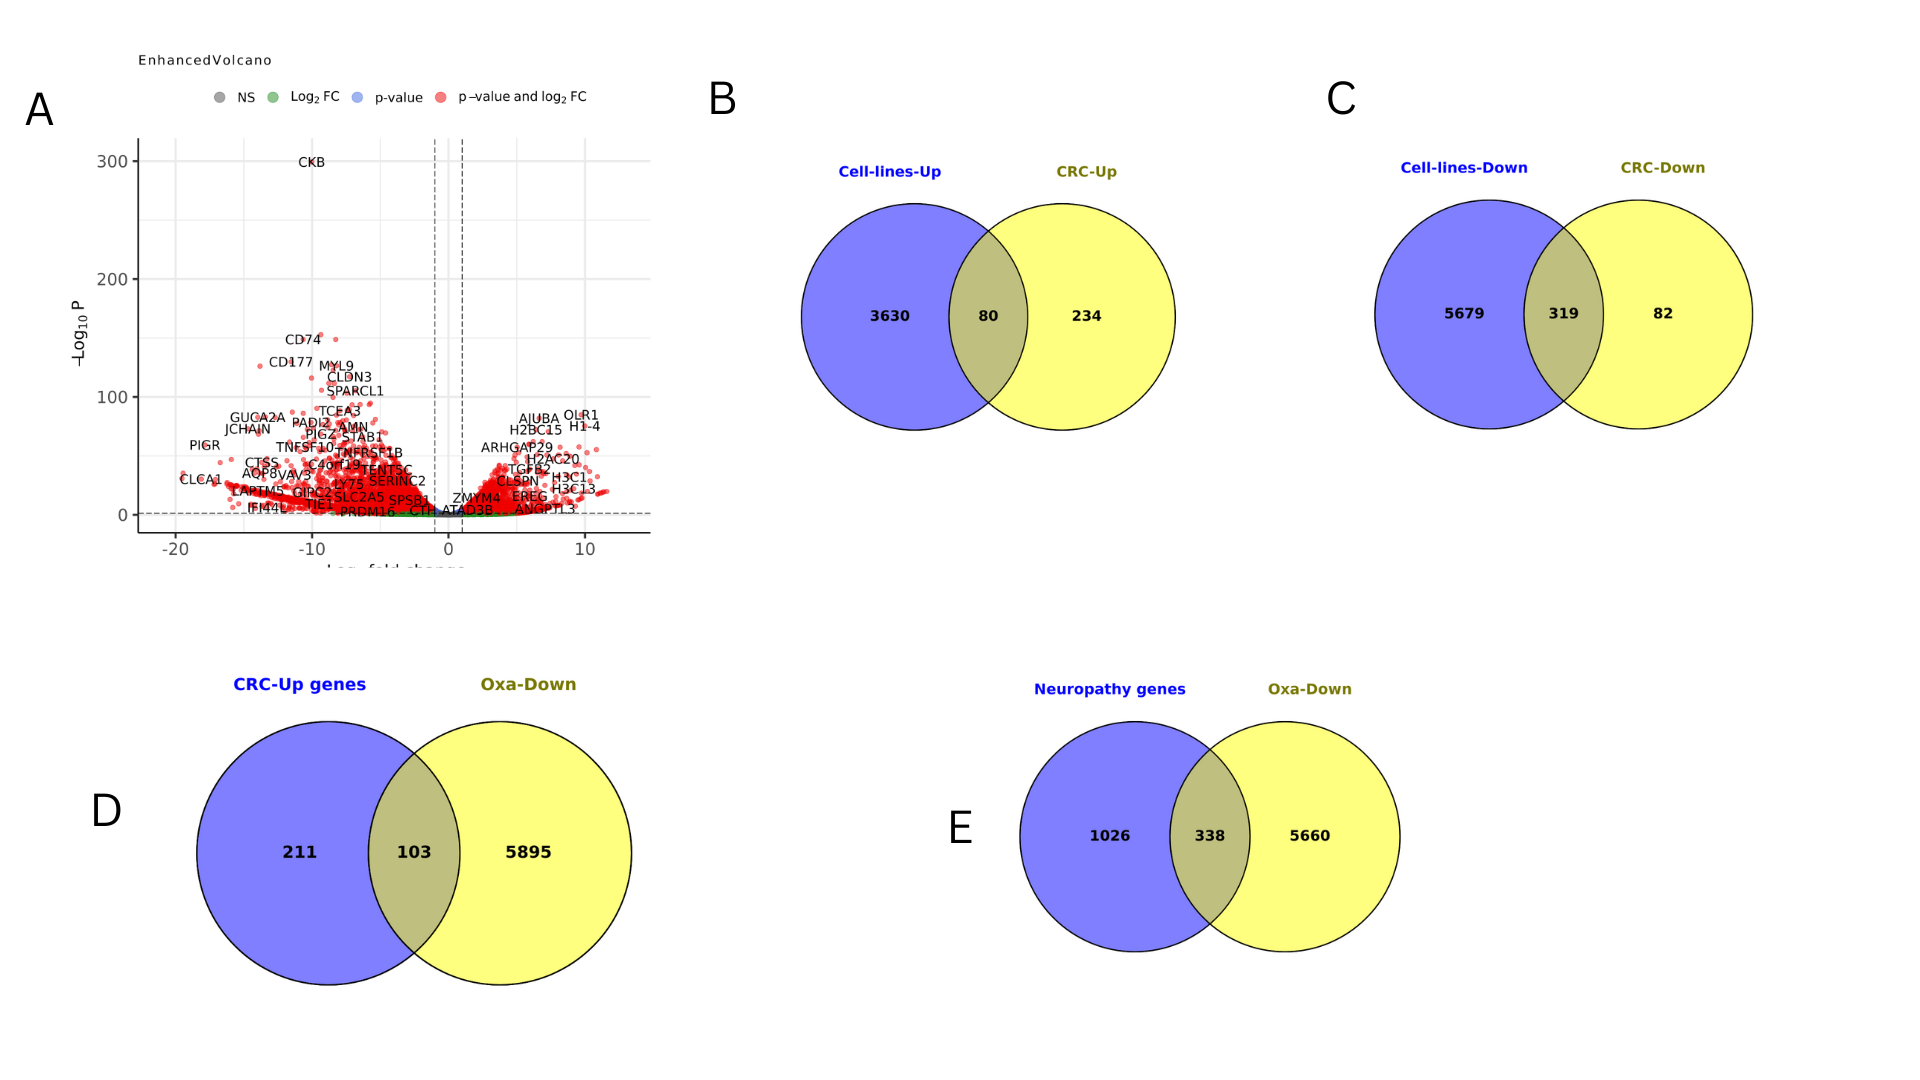 EnhancedVolcano
NS Log2 FC p-value p−value and log2 FC
A
B
C
300
200
100
0
−Log10 P
-20 -10 0 10
CKB
CD74
CD177
MYL9
CLDN3
SPARCL1
TCEA3
GUCA2A
PADI2
AMN
JCHAIN
PIGZ
STAB1
PIGR
TNFSF10
TNFRSF1B
CTSS
C4orf19
TENT5C
AQP8
VAV3
CLCA1
SERINC2
LY75
LAPTM5
GIPC2
SLC2A5
SPSB1
IFI44L
TIE1
PRDM16
CTH
ATAD3B
ZMYM4
AJUBA
OLR1
H2BC15
H1-4
ARHGAP29
H2AC20
TGFB2
CLSPN
H3C1
H3C13
EREG
ANGPTL3
Cell-lines-Up
CRC-Up
3630
80
234
Cell-lines-Down
CRC-Down
5679
319
82
D
CRC-Up genes
Oxa-Down
211
103
5895
E
Neuropathy genes
Oxa-Down
1026
338
5660